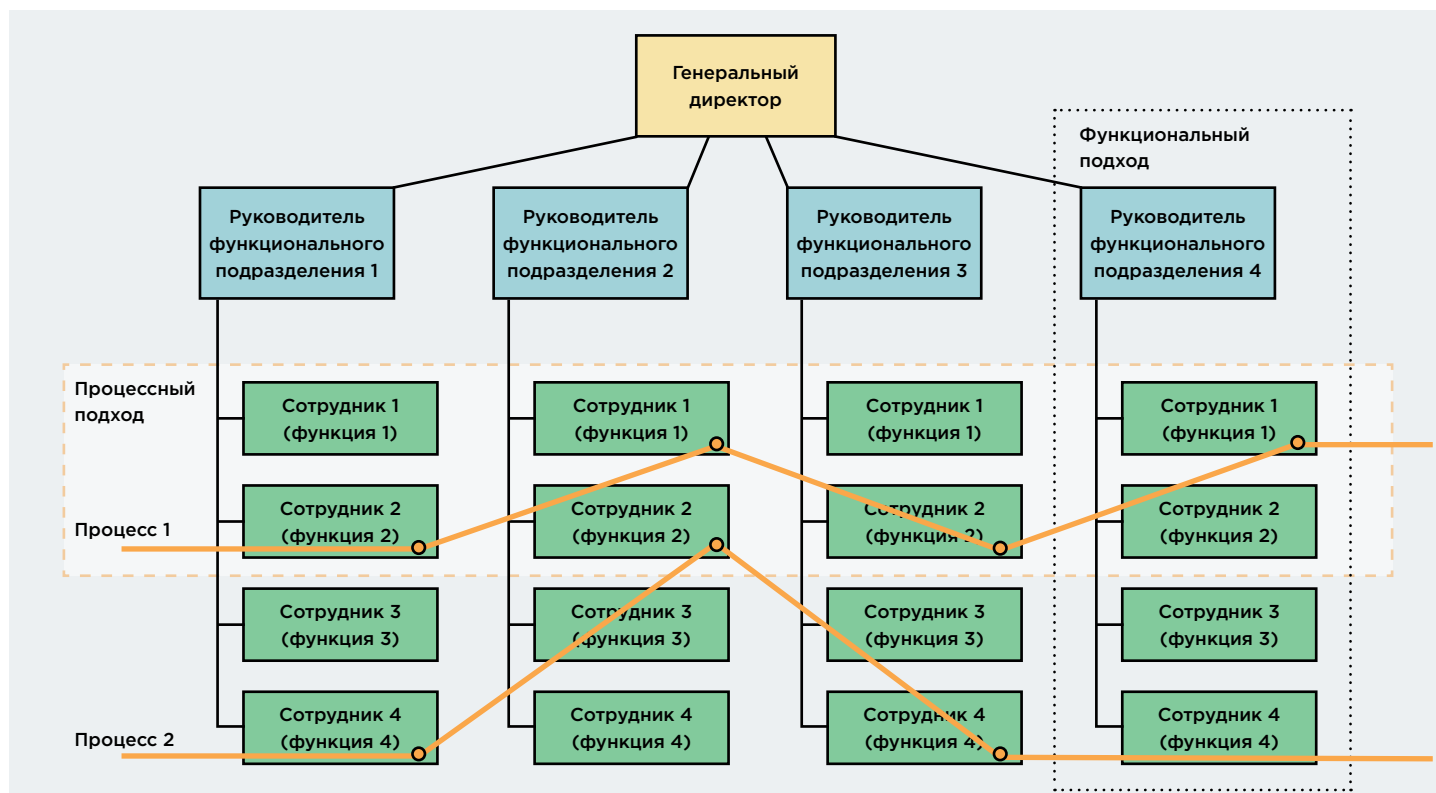 Генеральный
директор
Функциональный
подход
Руководитель
функционального
подразделения 1
Руководитель
функционального
подразделения 2
Руководитель
функционального
подразделения 3
Руководитель
функционального
подразделения 4
Процессный
подход
Сотрудник 1
(функция 1)
Сотрудник 1
(функция 1)
Сотрудник 1
(функция 1)
Сотрудник 1
(функция 1)
Процесс 1
Сотрудник 2
(функция 2)
Сотрудник 2
(функция 2)
Сотрудник 2
(функция 2)
Сотрудник 2
(функция 2)
Сотрудник 3
(функция 3)
Сотрудник 3
(функция 3)
Сотрудник 3
(функция 3)
Сотрудник 3
(функция 3)
Процесс 2
Сотрудник 4
(функция 4)
Сотрудник 4
(функция 4)
Сотрудник 4
(функция 4)
Сотрудник 4
(функция 4)